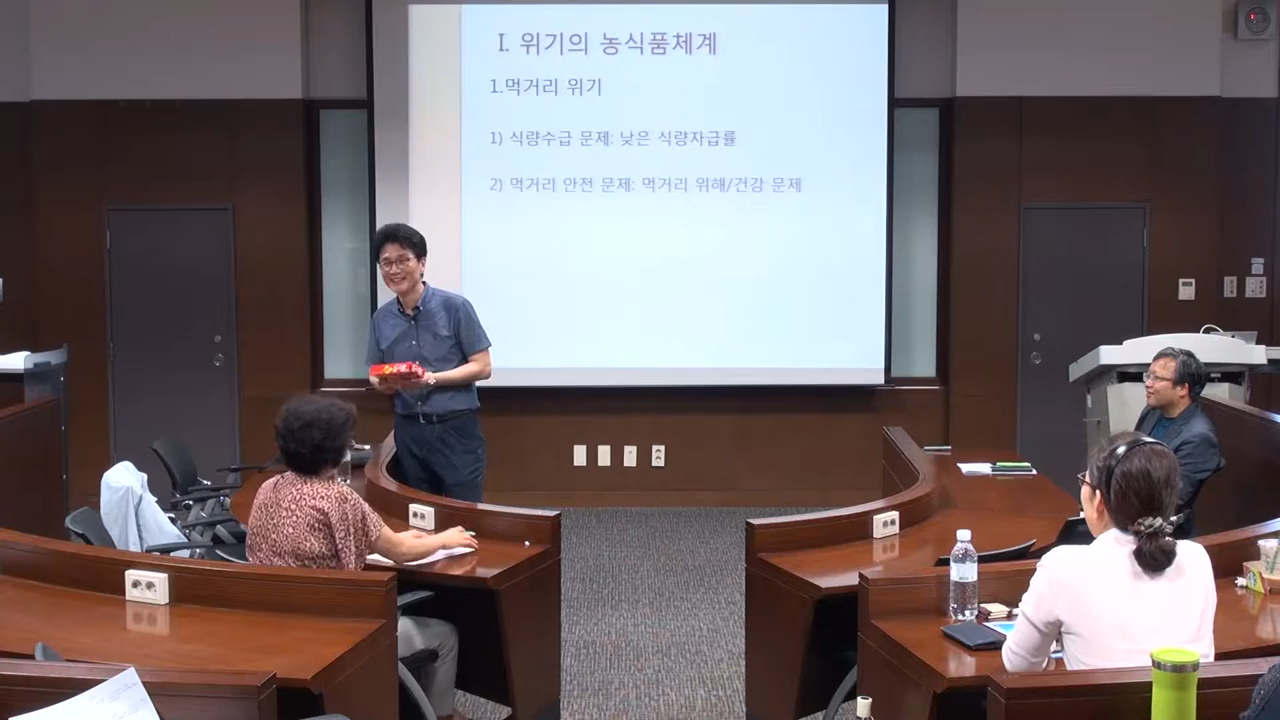 I. 위기의 농식품체계
1.먹거리 위기
1) 식량수급 문제: 낮은 식량자급률
2) 먹거리 안전 문제: 먹거리 위해/건강 문제